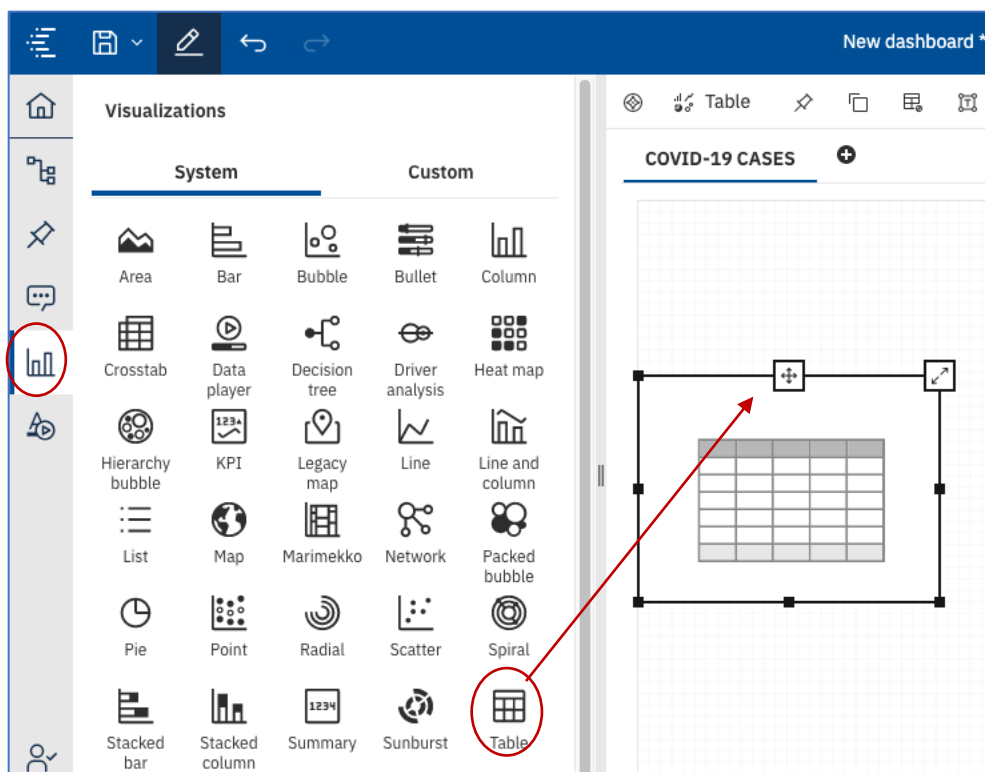 New dashboard *
Visualizations
Table
System
Custom
COVID-19 CASES
Area
Bar
Bubble
Bullet
Column
Crosstab
Data
player
Decision
tree
Driver
analysis
Heat map
Hierarchy
bubble
123
KPI
Legacy
map
Line
Line and
column
List
Map
Marimekko
Network
Packed
bubble
Pie
Point
Radial
Scatter
Spiral
Stacked
bar
Stacked
column
1234
Summary
Sunburst
Table
T